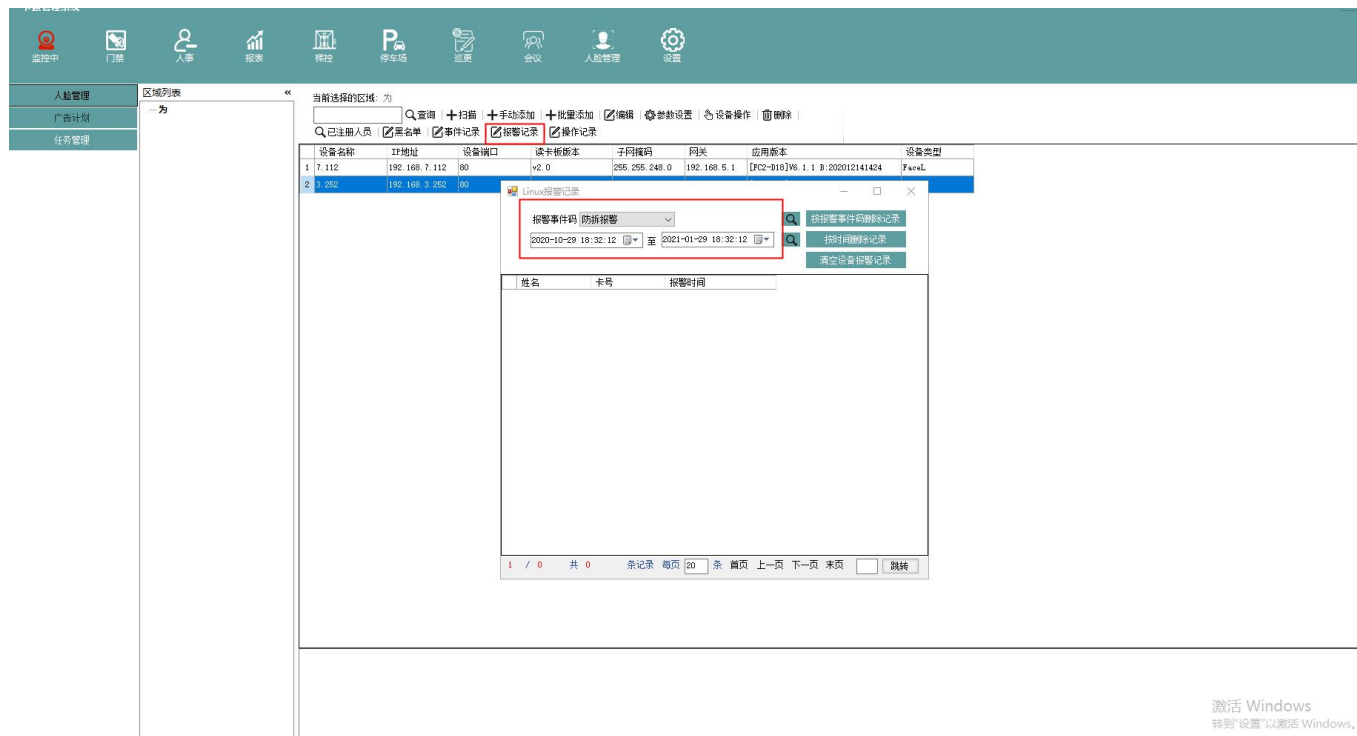 监控中 门禁 人事 报表 梯控 停车场 巡更 会议 人脸管理 设置
人脸管理
广告计划
任务管理
区域列表 «
为
当前选择的区域: 为
查询 扫描 手动添加 批里添加 编辑 参数设置 设备操作 删除
已注册人员 黑名单 事件记录 报警记录 操作记录
设备名称 IP地址 设备端口 读卡板版本 子网掩码 网关 应用版本 设备类型
1 7.112 192.168.7.112 80 v2.0 255.255.248.0 192.168.5.1 [FC2-D18]V6.1.1 B:202012141424 FaceL
2 3.252 192.168.3.252 80
Linux报警记录
报警事件码 防拆报警 按报警事件码删除记录
2020-10-29 18:32:12 至 2021-01-29 18:32:12 按时间删除记录
清空设备报警记录
姓名 卡号 报警时间
1 / 0 共 0 条记录 每页 20 条 首页 上一页 下一页 末页 跳转
激活 Windows
转到"设置"以激活 Windows。